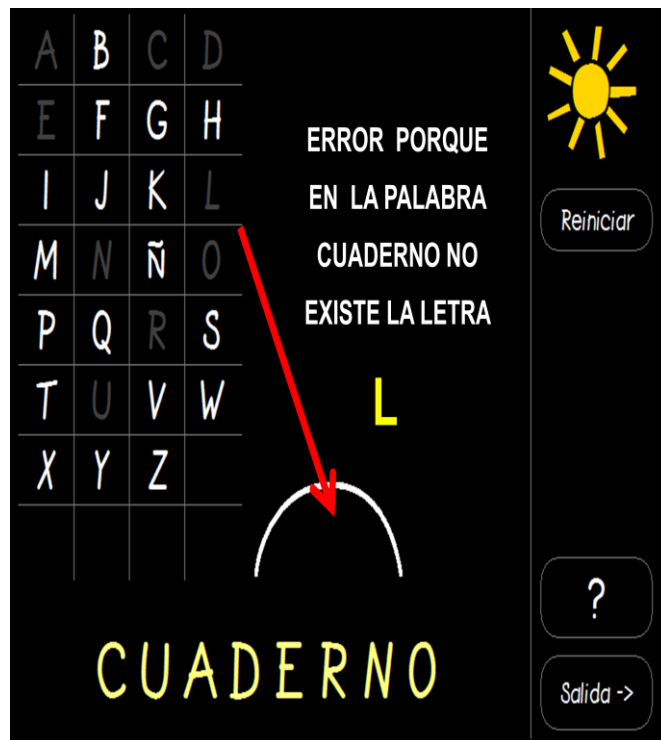 A B C D
E F G H
I J K L
M N Ñ O
P Q R S
T U V W
X Y Z
ERROR PORQUE
EN LA PALABRA
CUADERNO NO
EXISTE LA LETRA
L
CUADERNO
Reiniciar
?
Salida ->